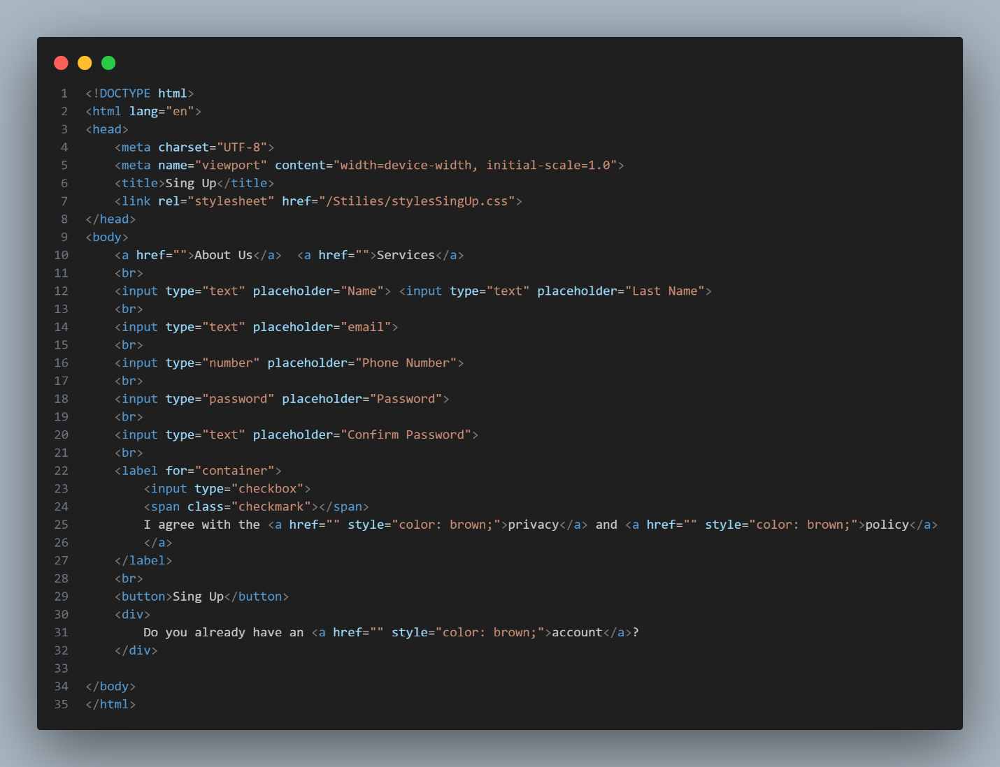 1 <!DOCTYPE html>
2 <html lang="en">
3 <head>
4     <meta charset="UTF-8">
5     <meta name="viewport" content="width=device-width, initial-scale=1.0">
6     <title>Sing Up</title>
7     <link rel="stylesheet" href="/Stilies/stylesSingUp.css">
8 </head>
9 <body>
10     <a href="">About Us</a>  <a href="">Services</a>
11     <br>
12     <input type="text" placeholder="Name"> <input type="text" placeholder="Last Name">
13     <br>
14     <input type="text" placeholder="email">
15     <br>
16     <input type="number" placeholder="Phone Number">
17     <br>
18     <input type="password" placeholder="Password">
19     <br>
20     <input type="text" placeholder="Confirm Password">
21     <br>
22     <label for="container">
23         <input type="checkbox">
24         <span class="checkmark"></span>
25         I agree with the <a href="" style="color: brown;">privacy</a> and <a href="" style="color: brown;">policy</a>
26         </a>
27     </label>
28     <br>
29     <button>Sing Up</button>
30     <div>
31         Do you already have an <a href="" style="color: brown;">account</a>?
32     </div>
33
34 </body>
35 </html>